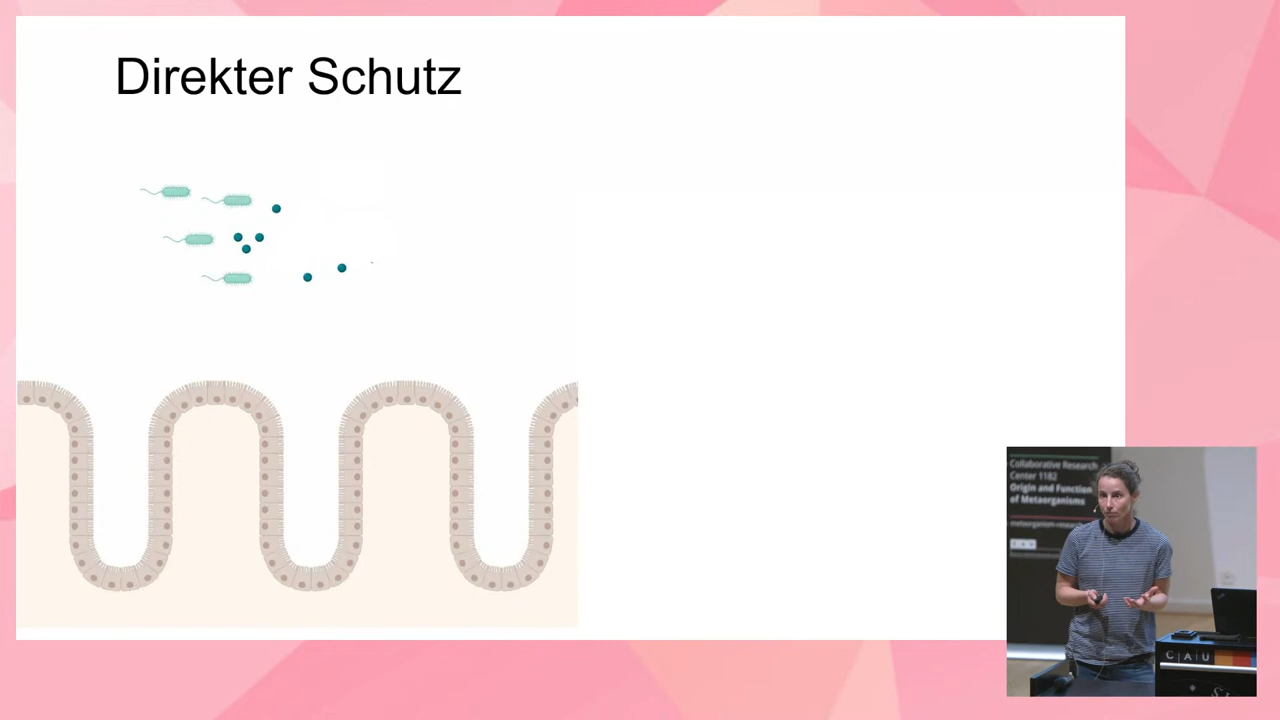 Direkter Schutz
Collaborative Research
Center 1182
Origin and Function
of Metaorganisms
CAU